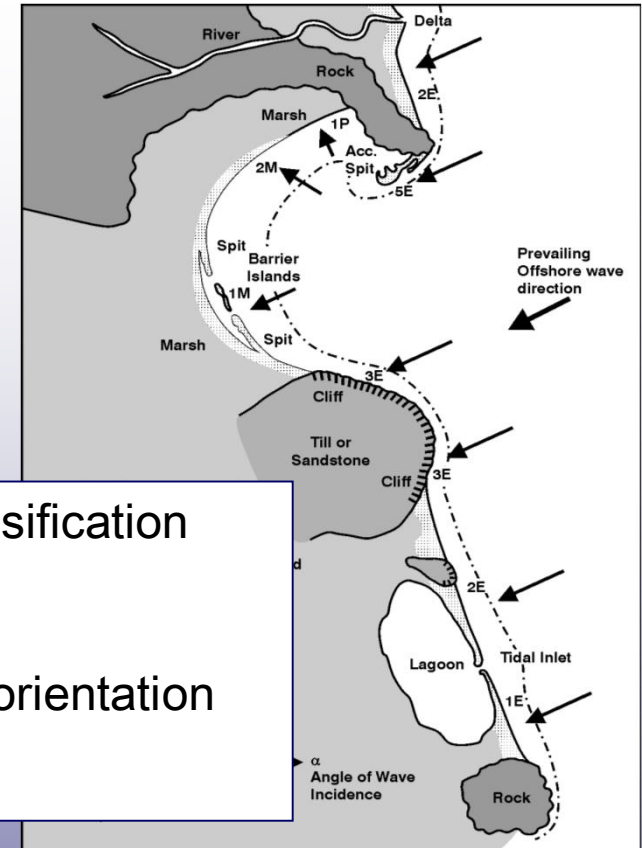 Delta
River
Rock
2E
Marsh
1P
Acc.
Spit
2M
5E
Spit
Barrier
Islands
Prevailing
Offshore wave
direction
1M
Marsh
Spit
3E
Cliff
Till or
Sandstone
Cliff
3E
sification
d
2E
Lagoon
Tidal Inlet
orientation
1E
α
Angle of Wave
Incidence
Rock